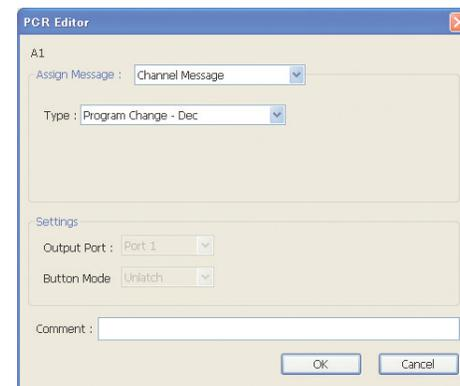 PCR Editor
A1
Assign Message : Channel Message
Type : Program Change - Dec
Settings
Output Port : Port 1
Button Mode Unlatch
Comment :
OK Cancel